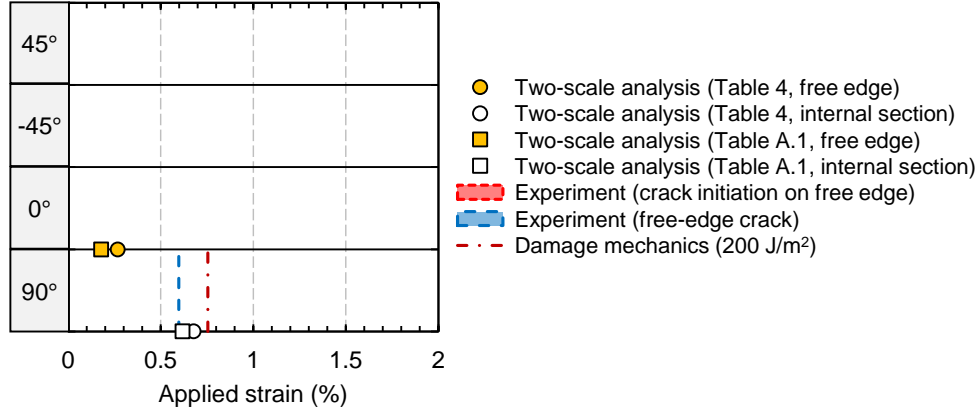 45°
-45°
0°
90°
0 0.5 1 1.5 2
Applied strain (%)
Two-scale analysis (Table 4, free edge)
Two-scale analysis (Table 4, internal section)
Two-scale analysis (Table A.1, free edge)
Two-scale analysis (Table A.1, internal section)
Experiment (crack initiation on free edge)
Experiment (free-edge crack)
Damage mechanics (200 J/m²)